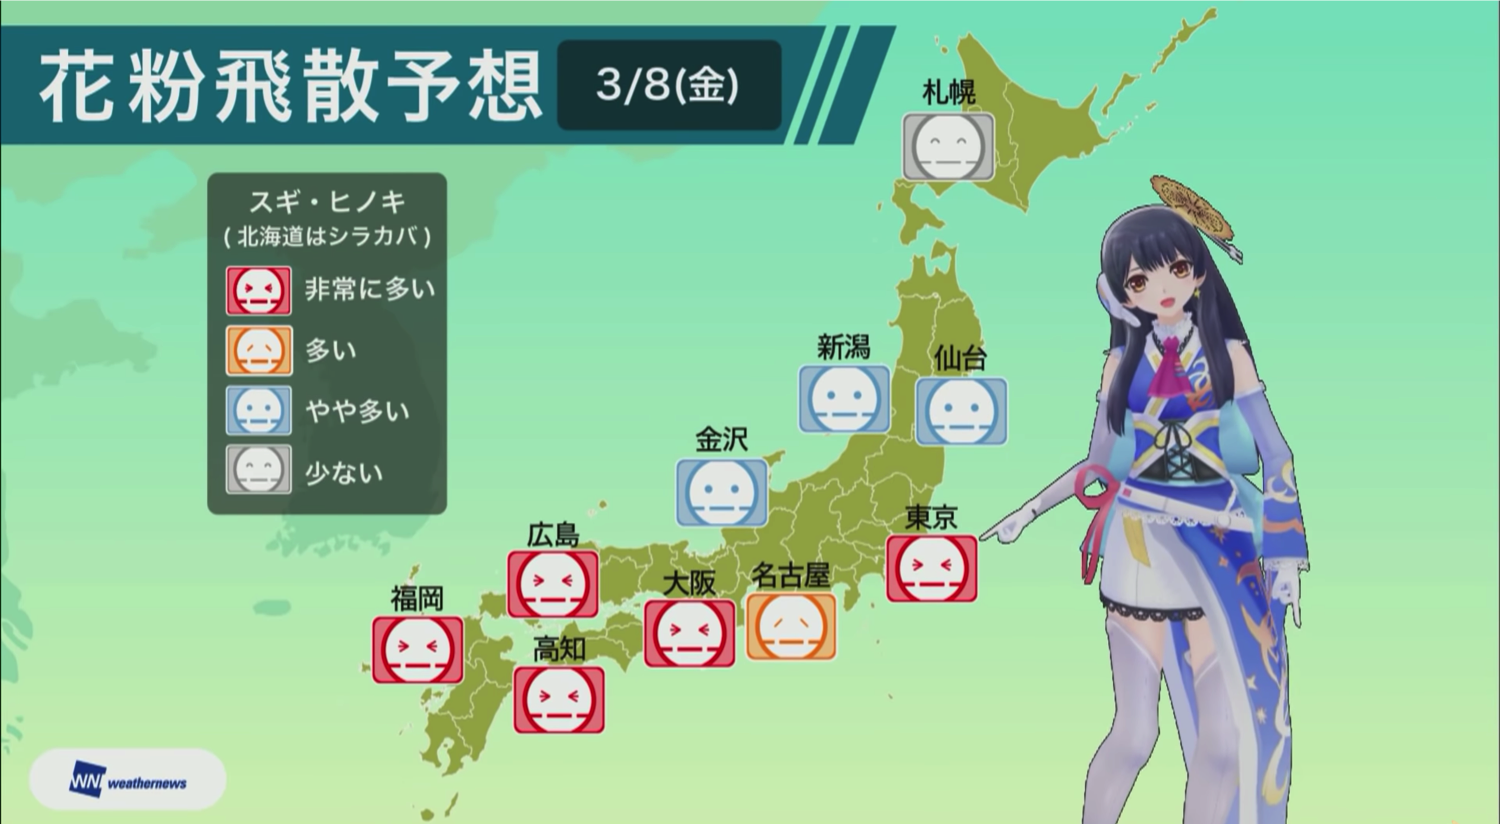 花粉飛散予想
3/8(金)
スギ・ヒノキ
(北海道はシラカバ)
非常に多い
多い
やや多い
少ない
札幌
新潟
仙台
金沢
東京
広島
大阪
名古屋
福岡
高知
WNI weathernews